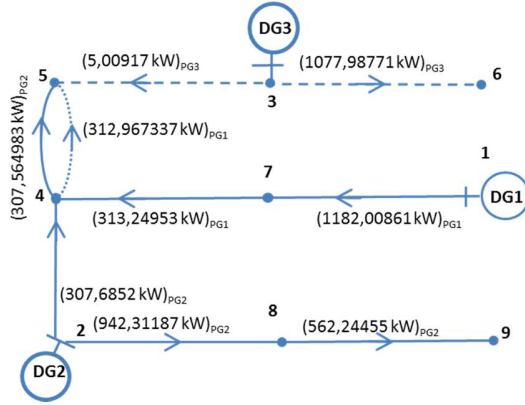 DG3
(5,00917 kW)PG3
(1077,98771 kW)PG3
5
6
3
(307,564983 kW)PG2
(312,967337 kW)PG1
1
7
4
DG1
(313,24953 kW)PG1
(1182,00861 kW)PG1
(307,6852 kW)PG2
8
2
(942,31187 kW)PG2
(562,24455 kW)PG2
9
DG2